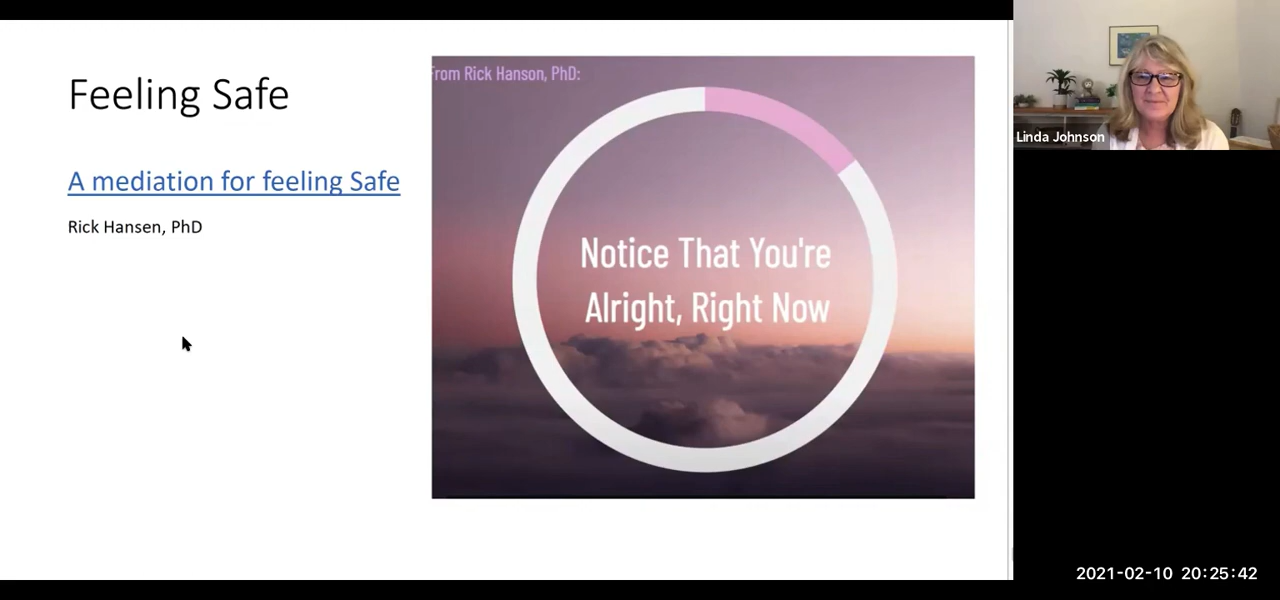 Feeling Safe
A mediation for feeling Safe
Rick Hansen, PhD
From Rick Hanson, PhD:
Notice That You're
Alright, Right Now
Linda Johnson
2021-02-10 20:25:42